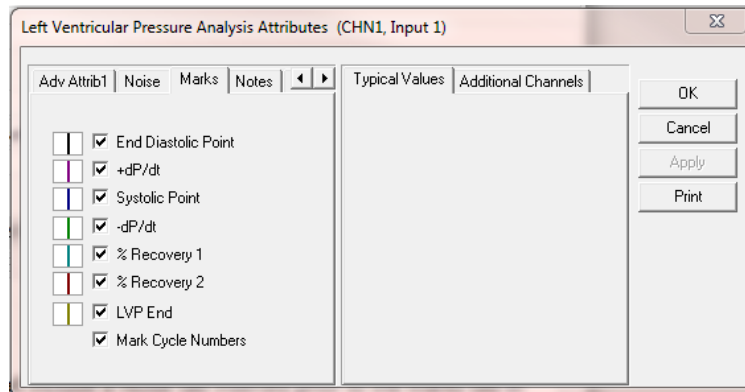 Left Ventricular Pressure Analysis Attributes (CHN1, Input 1)
Adv Attrib1 Noise Marks Notes
Typical Values Additional Channels
End Diastolic Point
+dP/dt
Systolic Point
-dP/dt
% Recovery 1
% Recovery 2
LVP End
Mark Cycle Numbers
OK
Cancel
Apply
Print